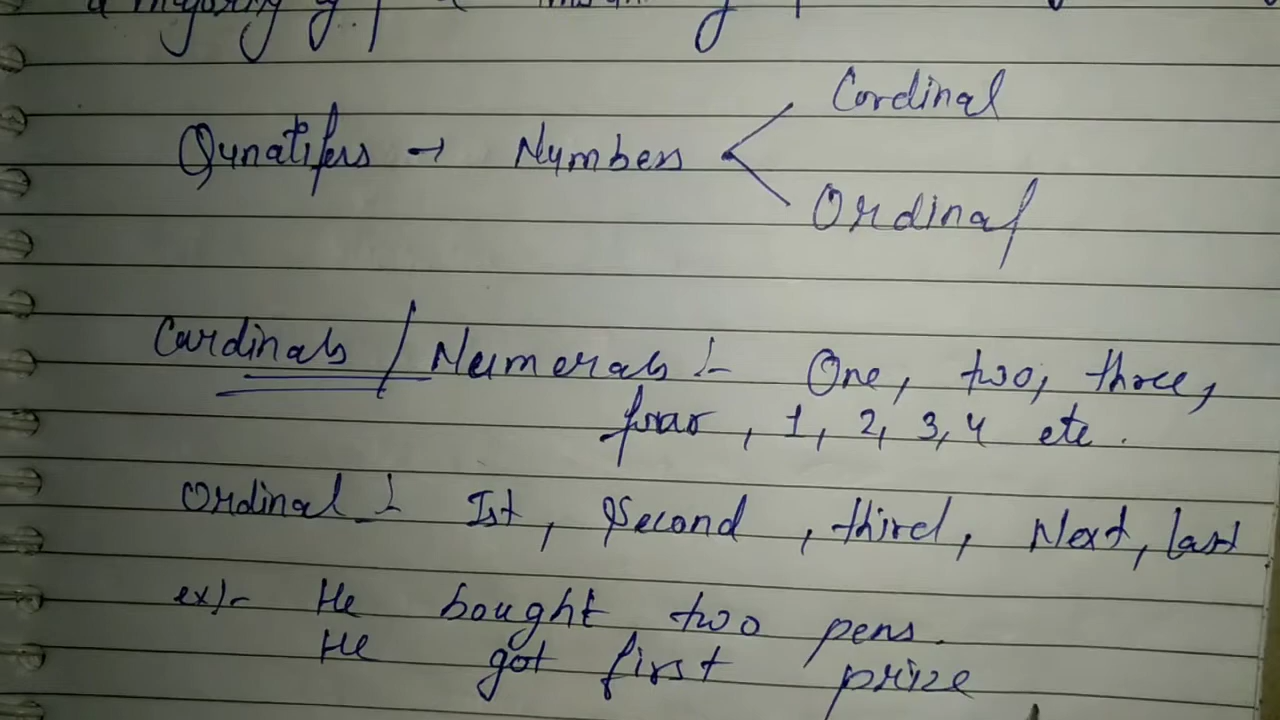 Cordinal
Qunatifers → Numbers <
Ordinal
Cardinals / Numerals :- One, two, three,
four, 1, 2, 3, 4 etc.
Ordinal :- Ist, Second, third, Next, last
ex:- He bought two pens.
He got first prize